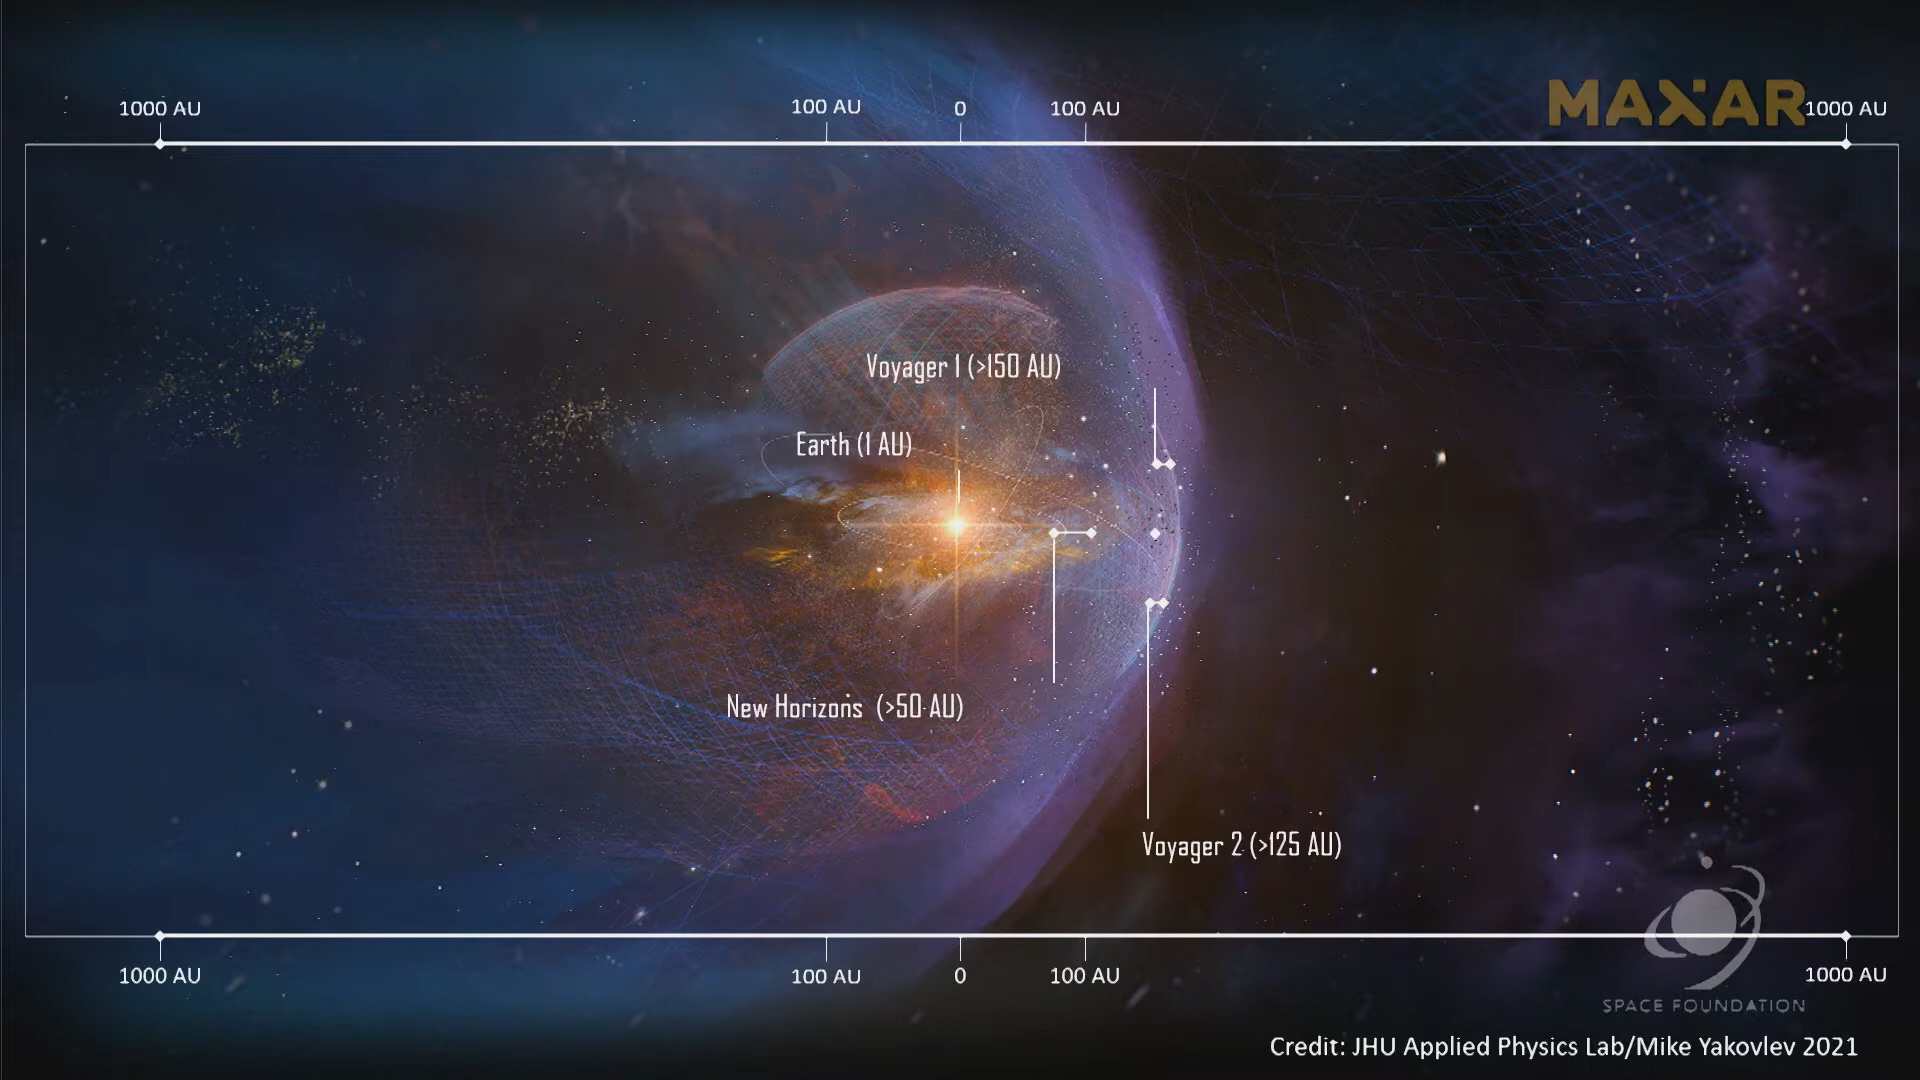 MAXAR
1000 AU 100 AU 0 100 AU 1000 AU
Voyager 1 (>150 AU)
Earth (1 AU)
New Horizons (>50 AU)
Voyager 2 (>125 AU)
1000 AU 100 AU 0 100 AU 1000 AU
SPACE FOUNDATION
Credit: JHU Applied Physics Lab/Mike Yakovlev 2021